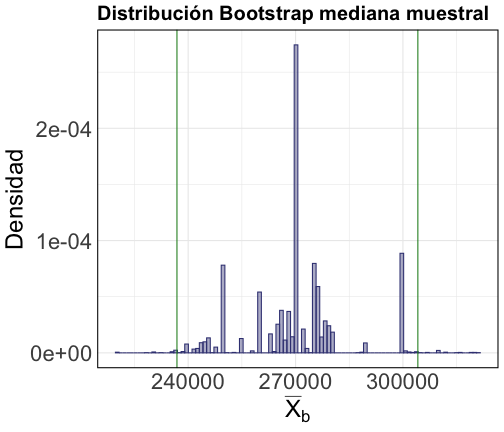 Distribución Bootstrap mediana muestral
Densidad
2e-04
1e-04
0e+00
240000 270000 300000
X̅b